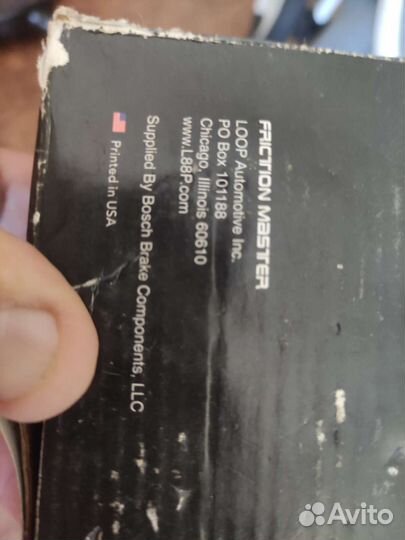 FRICTION MASTER
LOOP Automotive Inc.
PO Box 101188
Chicago, Illinois 60610
www.L88P.com
Supplied By Bosch Brake Components, LLC
Printed in USA
Avito